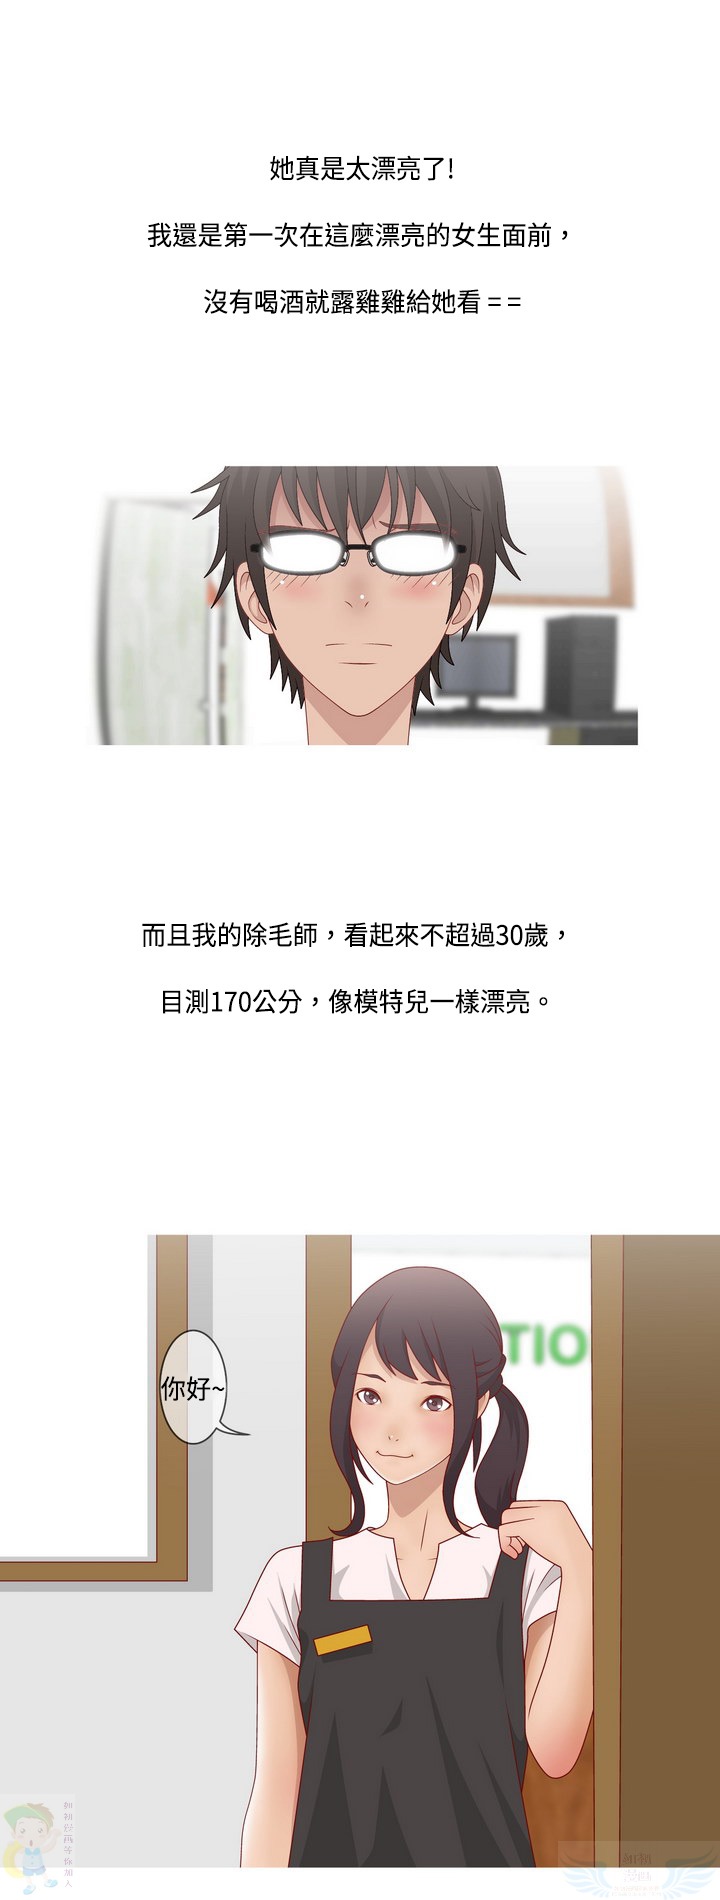 她真是太漂亮了!
我還是第一次在這麼漂亮的女生面前，
沒有喝酒就露雞雞給她看 = =
而且我的除毛師，看起來不超過30歲，
目測170公分，像模特兒一樣漂亮。
TIO
你好~